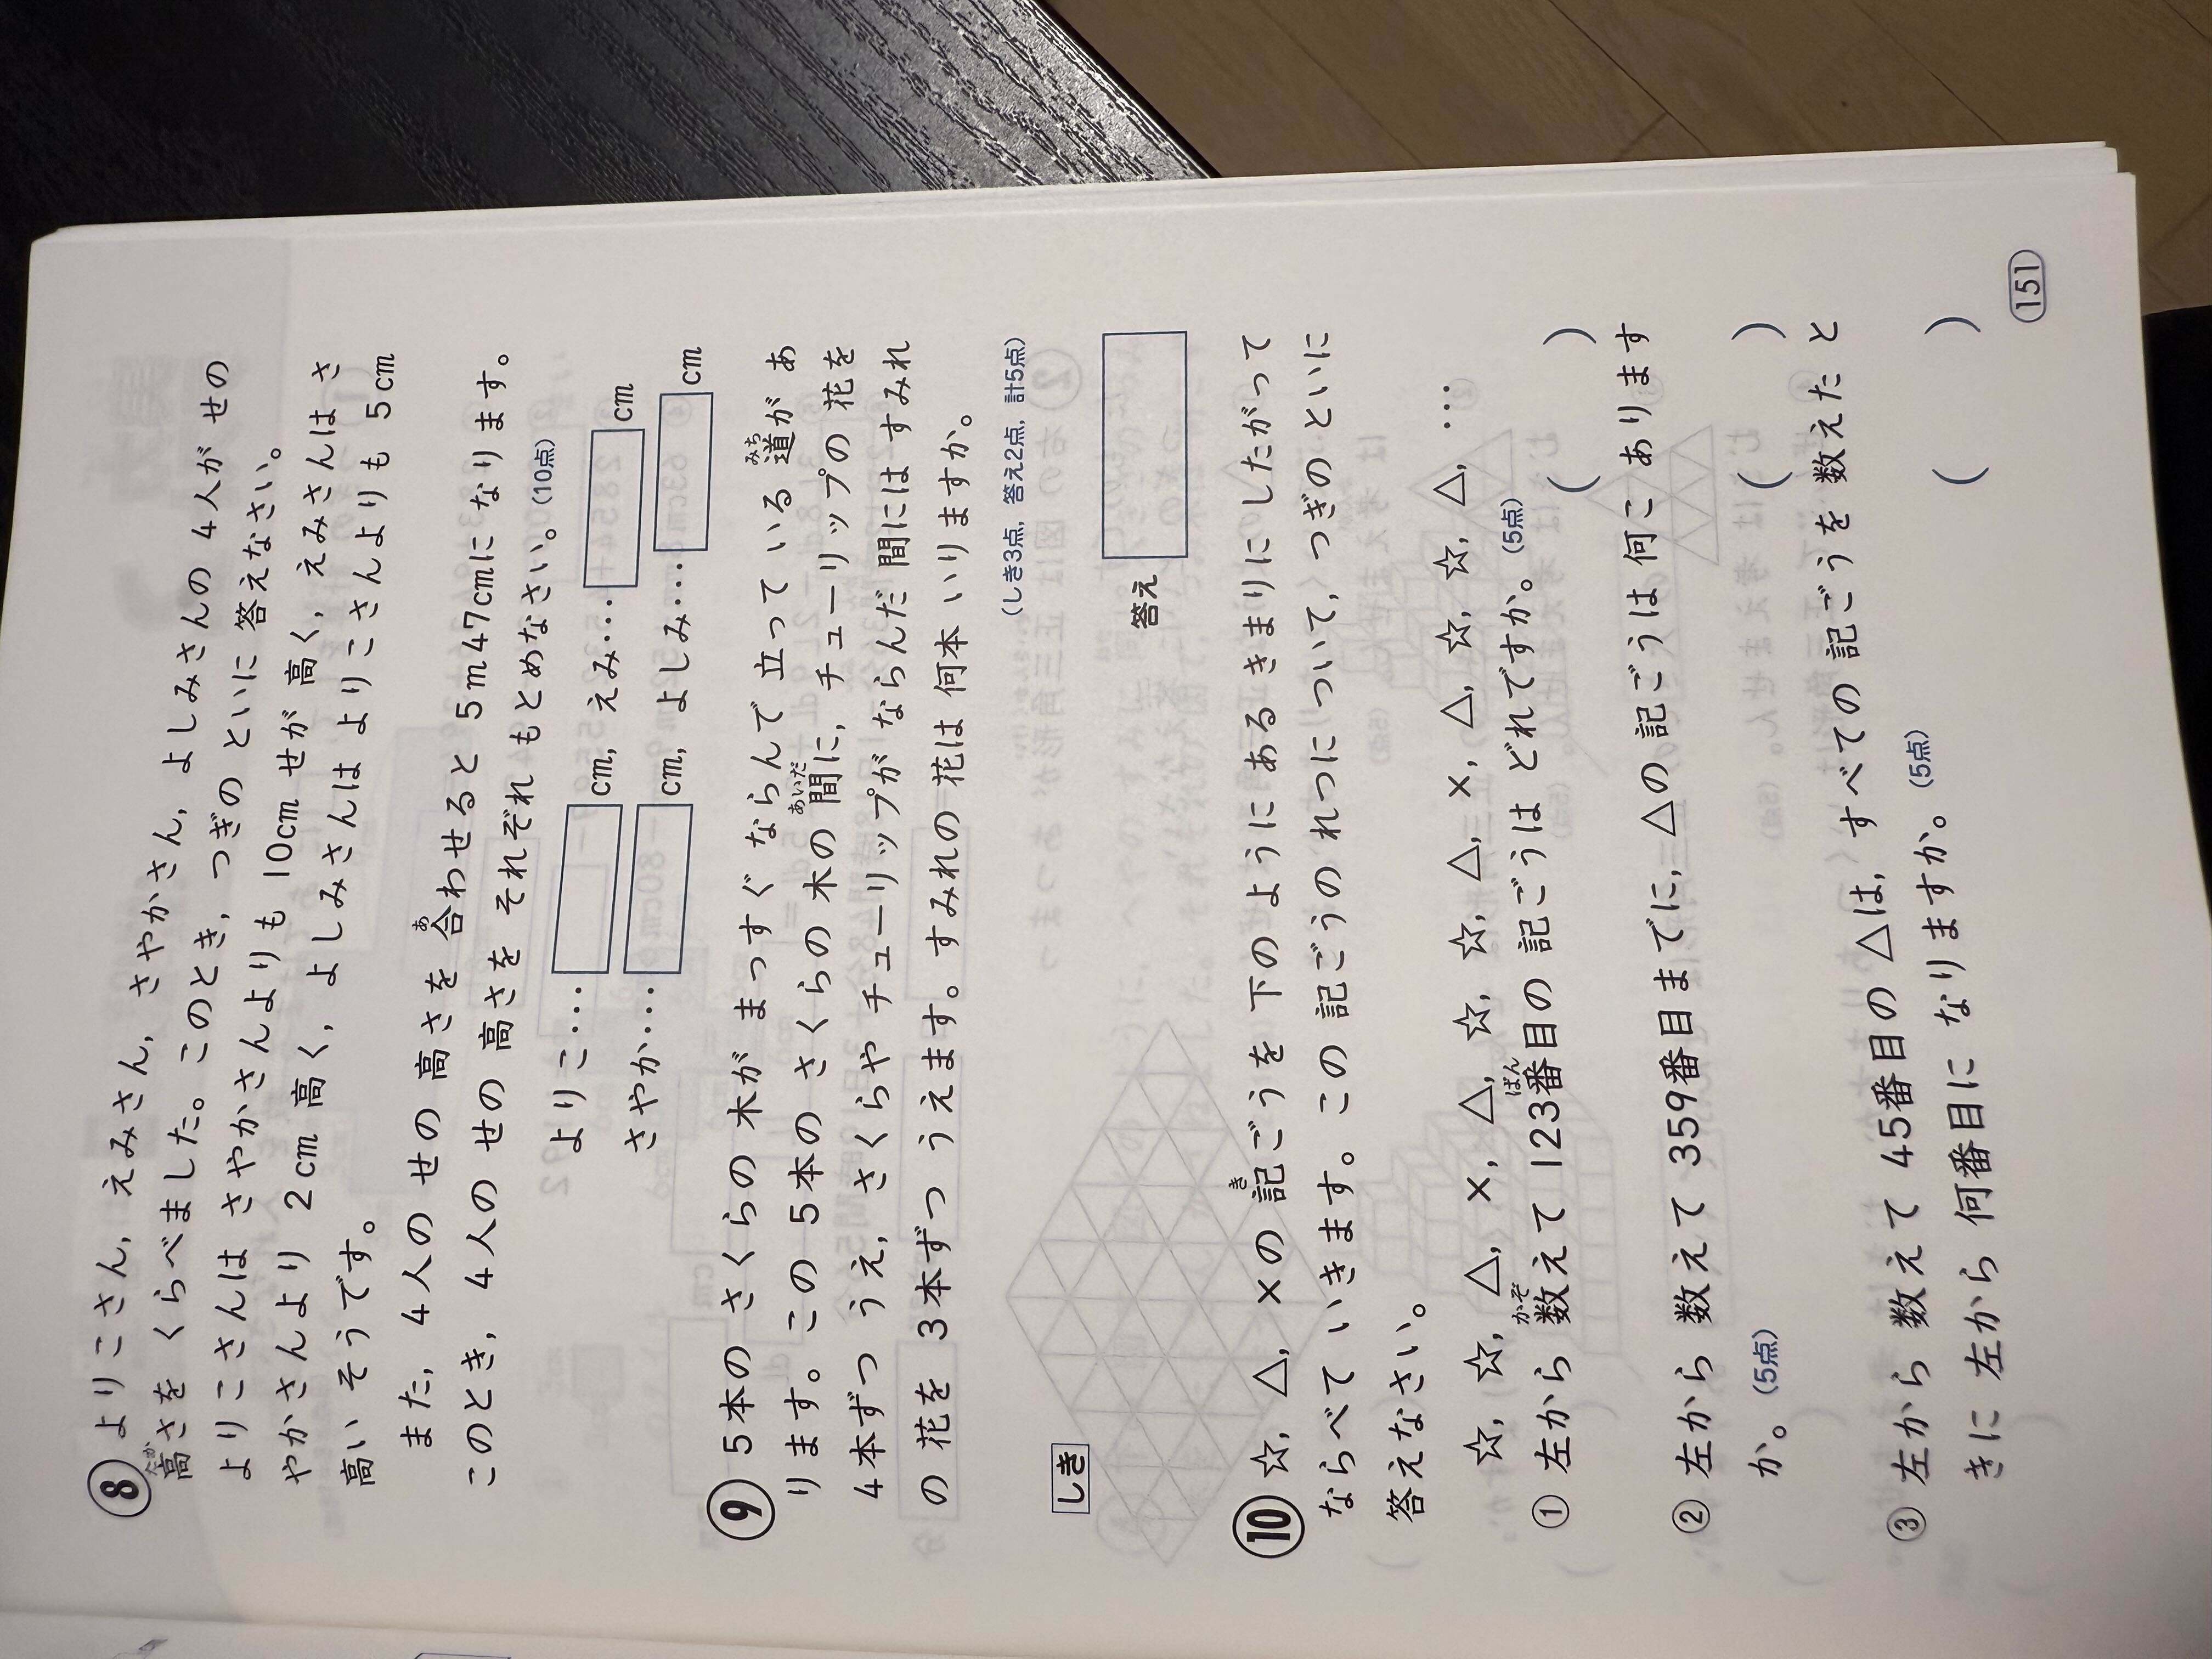 ⑧ よりこさん, えみさん, さやかさん, よしみさんの 4人が せの
高さを くらべました。このとき, つぎの といに 答えなさい。
よりこさんは さやかさんよりも 10cm せが 高く, えみさんは さ
やかさんより 2cm 高く, よしみさんは よりこさんよりも 5cm
高い そうです。
また, 4人の せの 高さを 合わせると 5m47cmに なります。
このとき, 4人の せの 高さを それぞれ もとめなさい。(10点)
よりこ… cm, えみ… cm
さやか… cm, よしみ… cm
⑨ 5本の さくらの 木が まっすぐ ならんで 立って いる 道が あ
ります。この 5本の さくらの 木の 間に, チューリップの 花を
4本ずつ うえ, さくらや チューリップが ならんだ 間には すみれ
の 花を 3本ずつ うえます。すみれの 花は 何本 いりますか。
(しき3点, 答え2点, 計5点)
しき
答え
⑩ ☆, △, ×の 記ごうを 下の ように ある きまりに したがって
ならべて いきます。この 記ごうの れつに ついて, つぎの といに
答えなさい。
☆, ☆, △, △, ×, △, ☆, ☆, △, △, ×, △, ☆, ☆, △, …
① 左から 数えて 123番目の 記ごうは どれですか。(5点)
( )
② 左から 数えて 359番目までに, △の 記ごうは 何こ あります
か。(5点)
( )
③ 左から 数えて 45番目の △は, すべての 記ごうを 数えた と
きに 左から 何番目に なりますか。(5点)
( )
151